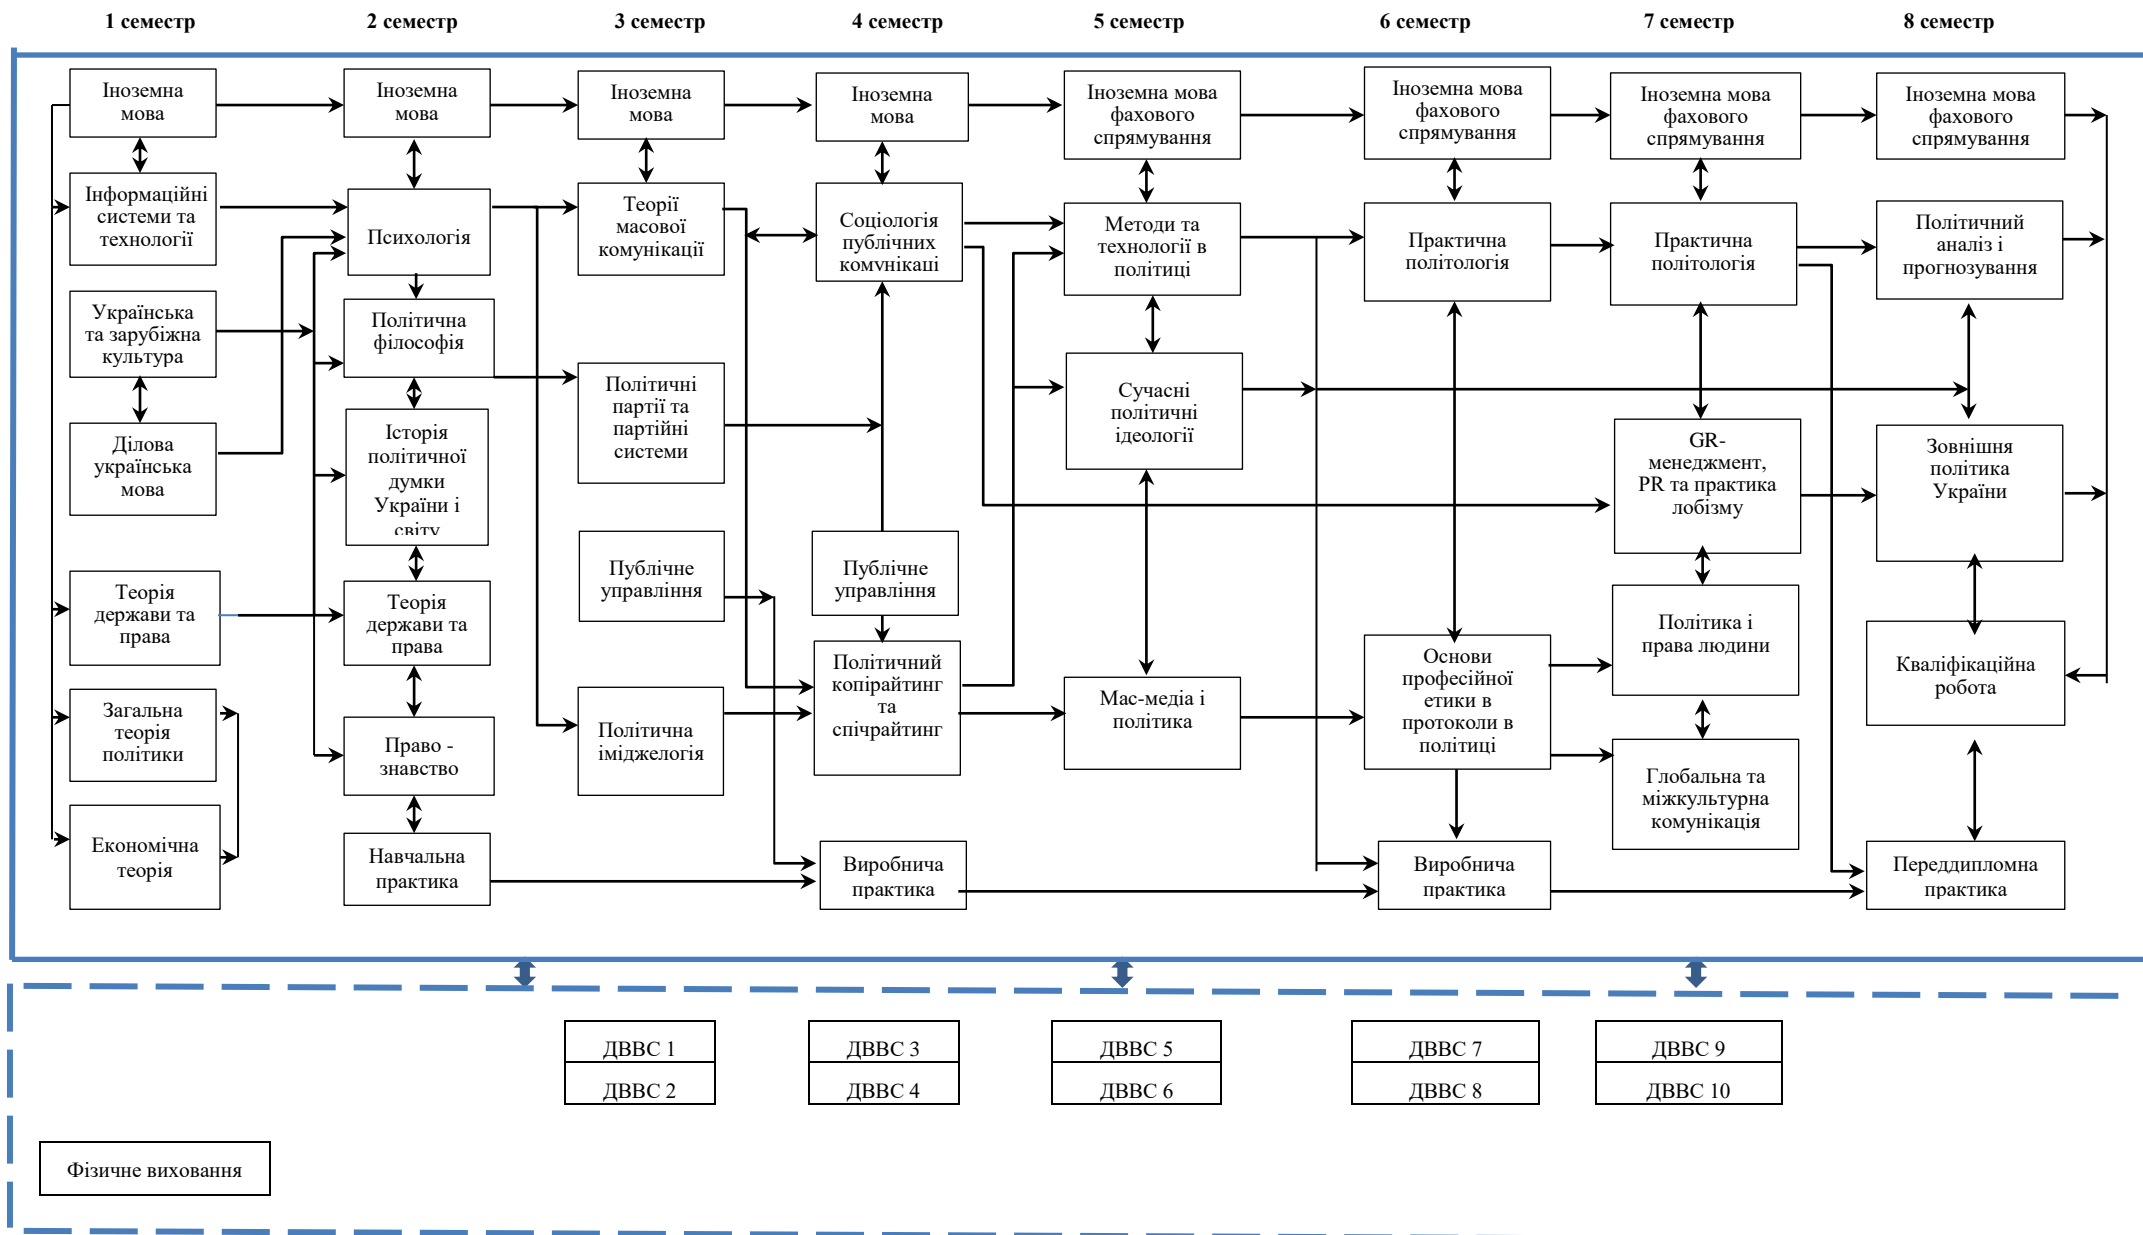 1 семестр
2 семестр
3 семестр
4 семестр
5 семестр
6 семестр
7 семестр
8 семестр
Іноземна
мова
Інформаційні
системи та
технології
Українська
та зарубіжна
культура
Ділова
українська
мова
Теорія
держави та
права
Загальна
теорія
політики
Економічна
теорія
Іноземна
мова
Психологія
Політична
філософія
Історія
політичної
думки
України і
світу
Теорія
держави та
права
Право -
знавство
Навчальна
практика
Іноземна
мова
Теорії
масової
комунікації
Політичні
партії та
партійні
системи
Публічне
управління
Політична
іміджелогія
Іноземна
мова
Соціологія
публічних
комунікаці
Публічне
управління
Політичний
копірайтинг
та
спічрайтинг
Виробнича
практика
Іноземна мова
фахового
спрямування
Методи та
технології в
політиці
Сучасні
політичні
ідеології
Мас-медіа і
політика
Іноземна мова
фахового
спрямування
Практична
політологія
Основи
професійної
етики в
протоколи в
політиці
Виробнича
практика
Іноземна мова
фахового
спрямування
Практична
політологія
GR-
менеджмент,
PR та практика
лобізму
Політика і
права людини
Глобальна та
міжкультурна
комунікація
Іноземна мова
фахового
спрямування
Політичний
аналіз і
прогнозування
Зовнішня
політика
України
Кваліфікаційна
робота
Переддипломна
практика
ДВВС 1
ДВВС 2
ДВВС 3
ДВВС 4
ДВВС 5
ДВВС 6
ДВВС 7
ДВВС 8
ДВВС 9
ДВВС 10
Фізичне виховання